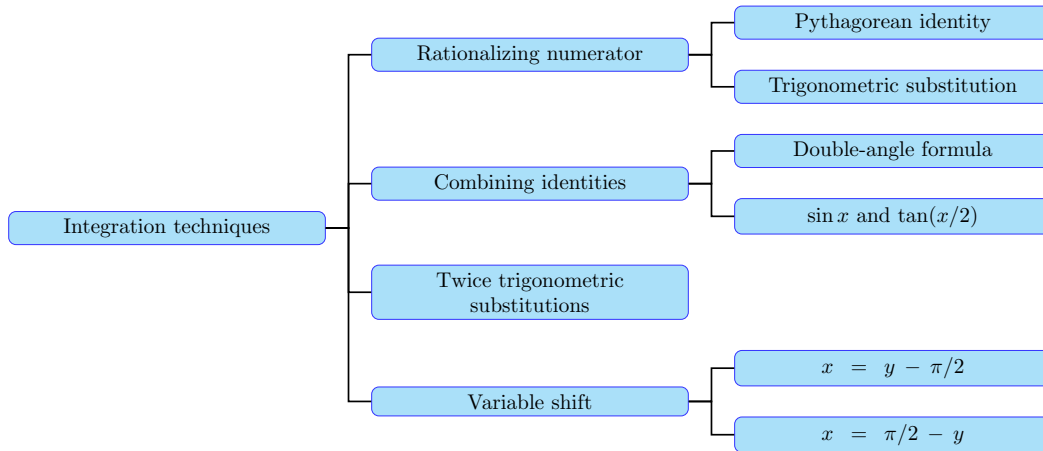 Integration techniques
Rationalizing numerator
Pythagorean identity
Trigonometric substitution
Combining identities
Double-angle formula
sin x and tan(x/2)
Twice trigonometric
substitutions
Variable shift
x = y − π/2
x = π/2 − y